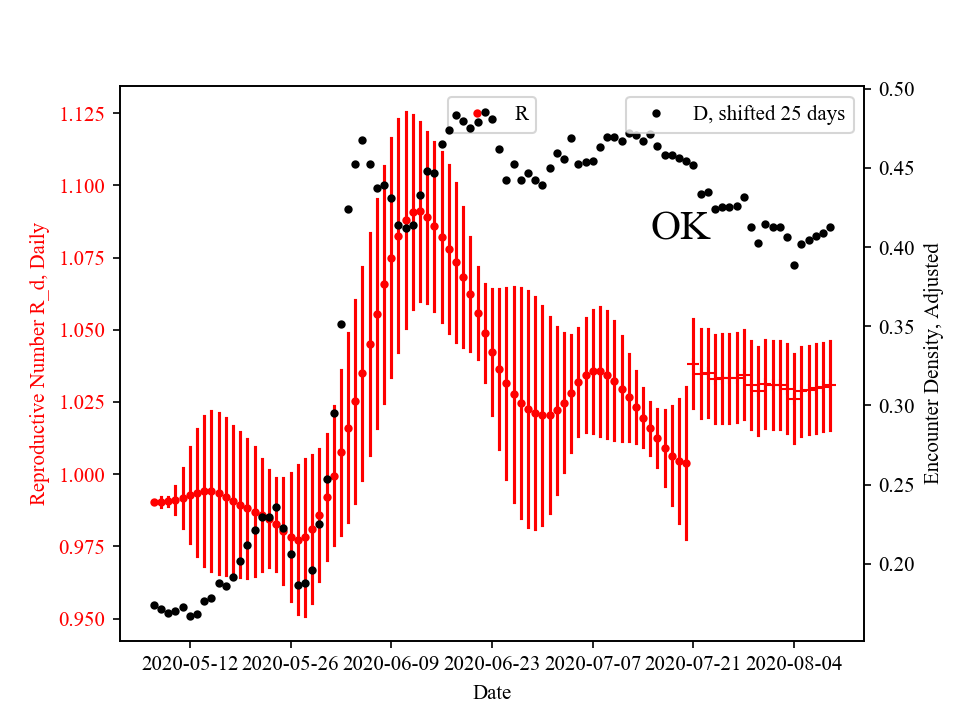 R
D, shifted 25 days
OK
Reproductive Number R_d, Daily
1.125
1.100
1.075
1.050
1.025
1.000
0.975
0.950
0.50
0.45
0.40
0.35
0.30
0.25
0.20
Encounter Density, Adjusted
2020-05-12 2020-05-26 2020-06-09 2020-06-23 2020-07-07 2020-07-21 2020-08-04
Date